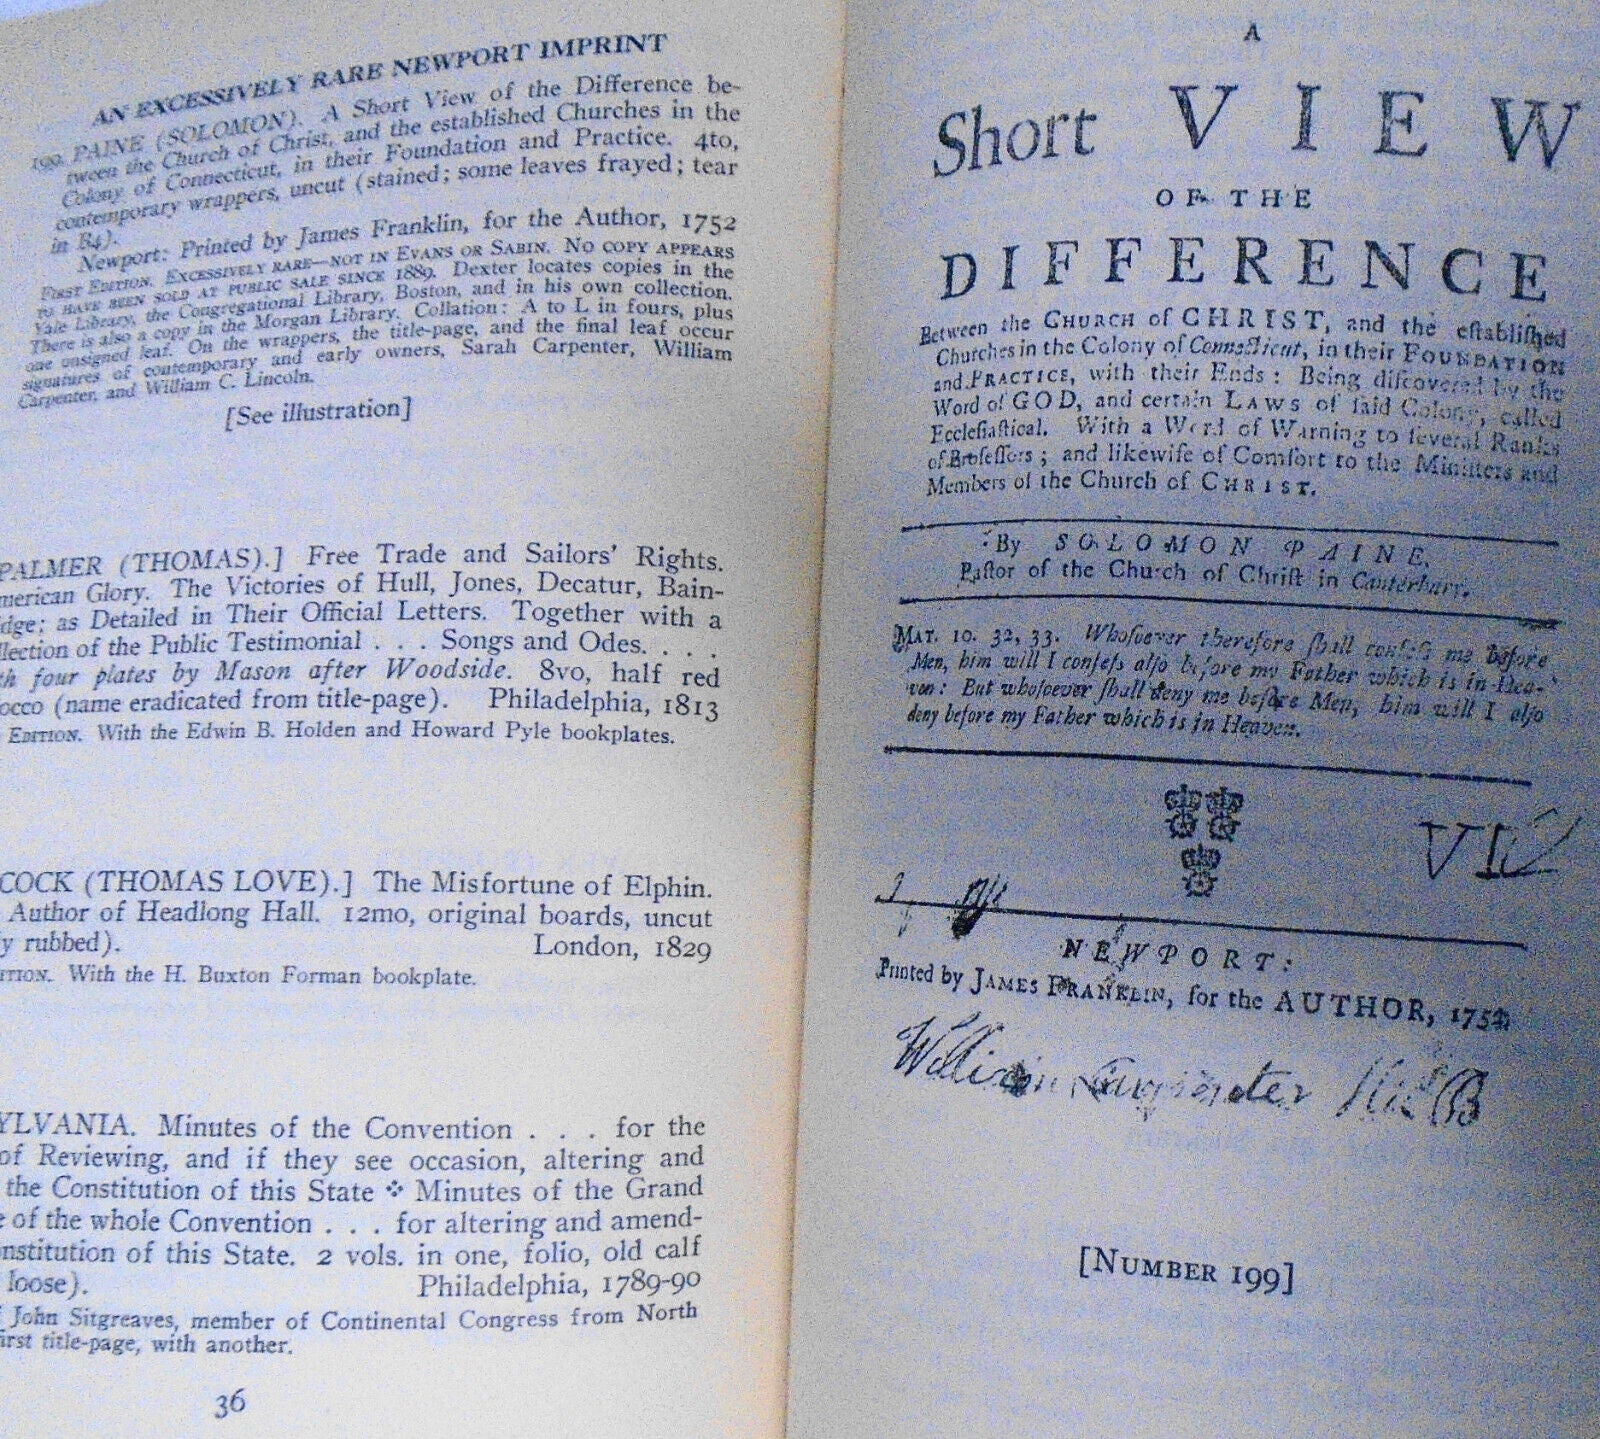 AN EXCESSIVELY RARE NEWPORT IMPRINT
199. PAINE (SOLOMON). A Short View of the Difference be-
tween the Church of Christ, and the established Churches in the
Colony of Connecticut, in their Foundation and Practice. 4to,
contemporary wrappers, uncut (stained; some leaves frayed; tear
in B4).
Newport: Printed by James Franklin, for the Author, 1752
FIRST EDITION. EXCESSIVELY RARE—NOT IN EVANS OR SABIN. NO COPY APPEARS
TO HAVE BEEN SOLD AT PUBLIC SALE SINCE 1889. Dexter locates copies in the
Yale Library, the Congregational Library, Boston, and in his own collection.
There is also a copy in the Morgan Library. Collation: A to L in fours, plus
one unsigned leaf. On the wrappers, the title-page, and the final leaf occur
signatures of contemporary and early owners, Sarah Carpenter, William
Carpenter, and William C. Lincoln.
[See illustration]
PALMER (THOMAS).] Free Trade and Sailors' Rights.
merican Glory. The Victories of Hull, Jones, Decatur, Bain-
idge; as Detailed in Their Official Letters. Together with a
llection of the Public Testimonial . . . Songs and Odes. . . .
th four plates by Mason after Woodside. 8vo, half red
occo (name eradicated from title-page). Philadelphia, 1813
EDITION. With the Edwin B. Holden and Howard Pyle bookplates.
COCK (THOMAS LOVE).] The Misfortune of Elphin.
Author of Headlong Hall. 12mo, original boards, uncut
ly rubbed). London, 1829
ITION. With the H. Buxton Forman bookplate.
YLVANIA. Minutes of the Convention . . . for the
of Reviewing, and if they see occasion, altering and
the Constitution of this State ⁘ Minutes of the Grand
e of the whole Convention . . . for altering and amend-
onstitution of this State. 2 vols. in one, folio, old calf
loose). Philadelphia, 1789-90
f John Sitgreaves, member of Continental Congress from North
first title-page, with another.
36
A
Short VIEW
OF THE
DIFFERENCE
Between the CHURCH of CHRIST, and the eſtabliſhed
Churches in the Colony of Connecticut, in their FOUNDATION
and PRACTICE, with their Ends: Being diſcovered by the
Word of GOD, and certain LAWS of ſaid Colony, called
Eccleſiaſtical. With a Word of Warning to ſeveral Ranks
of Profeſſors; and likewiſe of Comfort to the Miniſters and
Members of the Church of CHRIST.
By SOLOMON PAINE,
Paſtor of the Church of Chriſt in Canterbury.
MAT. 10. 32, 33. Whoſoever therefore ſhall confeſs me before
Men, him will I confeſs alſo before my Father which is in Hea-
ven: But whoſoever ſhall deny me before Men, him will I alſo
deny before my Father which is in Heaven.
NEWPORT:
Printed by JAMES FRANKLIN, for the AUTHOR, 1752
William Carpenter
[NUMBER 199]